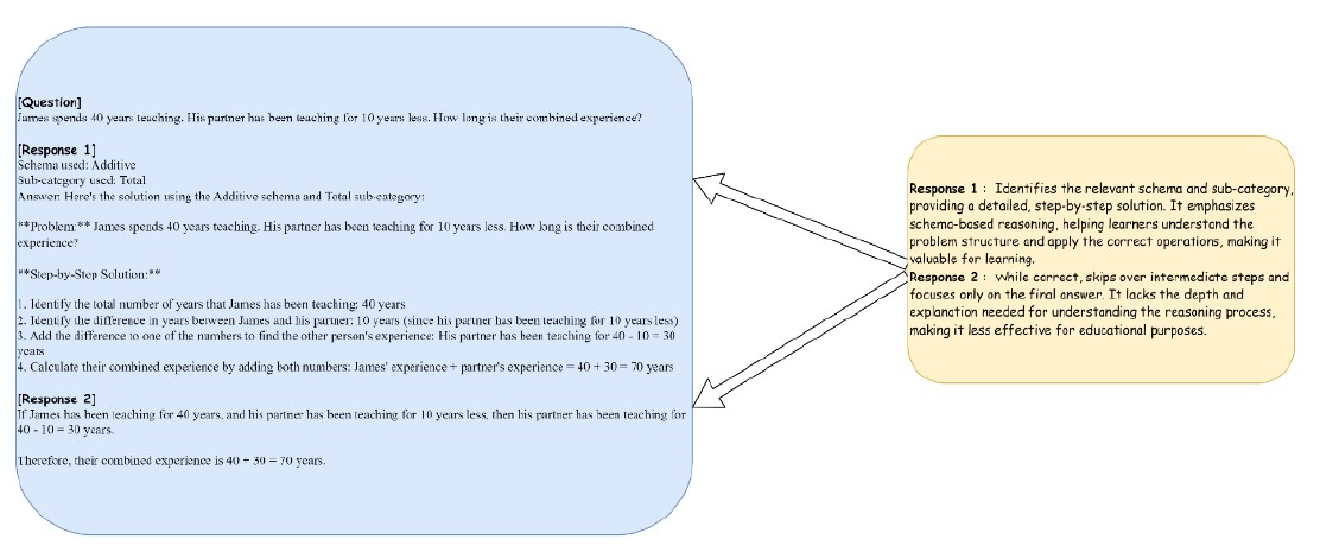 [Question]
James spends 40 years teaching. His partner has been teaching for 10 years less. How long is their combined experience?
[Response 1]
Schema used: Additive
Sub-category used: Total
Answer: Here's the solution using the Additive schema and Total sub-category:
**Problem:** James spends 40 years teaching. His partner has been teaching for 10 years less. How long is their combined
experience?
**Step-by-Step Solution:**
1. Identify the total number of years that James has been teaching: 40 years
2. Identify the difference in years between James and his partner: 10 years (since his partner has been teaching for 10 years less)
3. Add the difference to one of the numbers to find the other person's experience: His partner has been teaching for 40 - 10 = 30
years
4. Calculate their combined experience by adding both numbers: James' experience + partner's experience = 40 + 30 = 70 years
[Response 2]
If James has been teaching for 40 years, and his partner has been teaching for 10 years less, then his partner has been teaching for
40 - 10 = 30 years.
Therefore, their combined experience is 40 + 30 = 70 years.
Response 1 : Identifies the relevant schema and sub-category,
providing a detailed, step-by-step solution. It emphasizes
schema-based reasoning, helping learners understand the
problem structure and apply the correct operations, making it
valuable for learning.
Response 2 : While correct, skips over intermediate steps and
focuses only on the final answer. It lacks the depth and
explanation needed for understanding the reasoning process,
making it less effective for educational purposes.